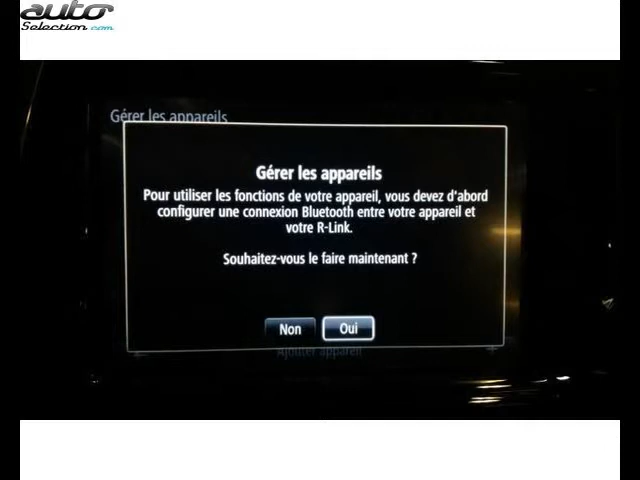 auto
Selection.com
Gérer les appareils
Gérer les appareils
Pour utiliser les fonctions de votre appareil, vous devez d'abord
configurer une connexion Bluetooth entre votre appareil et
votre R-Link.
Souhaitez-vous le faire maintenant ?
Non Oui
Ajouter appareil